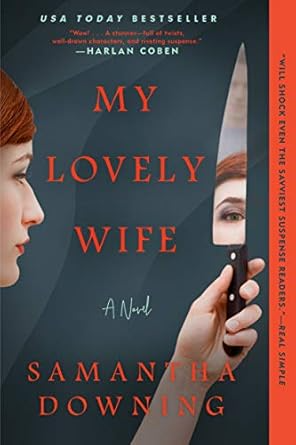 USA TODAY BESTSELLER
"Wow! . . . A stunner—full of twists,
well-drawn characters, and riveting suspense."
—HARLAN COBEN
MY
LOVELY
WIFE
A Novel
SAMANTHA
DOWNING
"WILL SHOCK EVEN THE SAVVIEST SUSPENSE READERS."—REAL SIMPLE